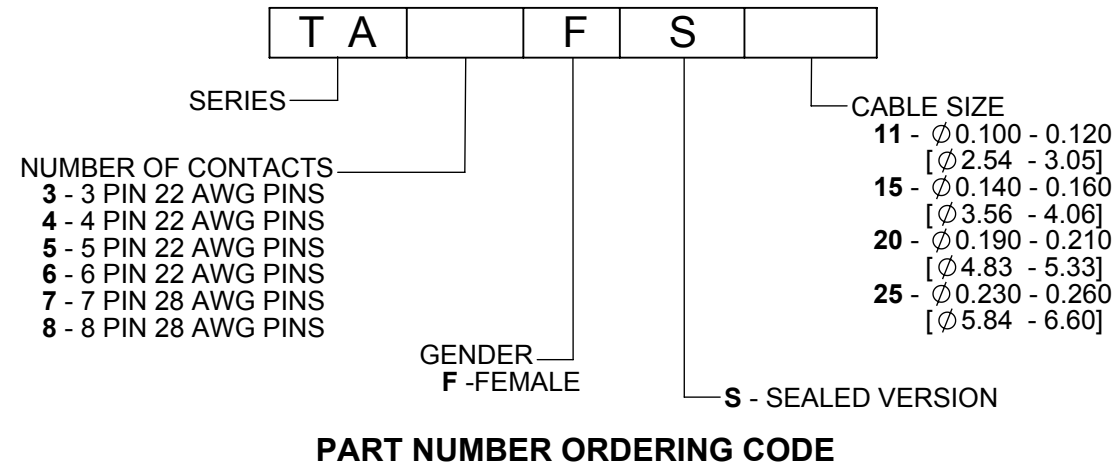 T A F S
SERIES
NUMBER OF CONTACTS
3 - 3 PIN 22 AWG PINS
4 - 4 PIN 22 AWG PINS
5 - 5 PIN 22 AWG PINS
6 - 6 PIN 22 AWG PINS
7 - 7 PIN 28 AWG PINS
8 - 8 PIN 28 AWG PINS
GENDER
F -FEMALE
S - SEALED VERSION
CABLE SIZE
11 - ∅0.100 - 0.120
[∅2.54 - 3.05]
15 - ∅0.140 - 0.160
[∅3.56 - 4.06]
20 - ∅0.190 - 0.210
[∅4.83 - 5.33]
25 - ∅0.230 - 0.260
[∅5.84 - 6.60]
PART NUMBER ORDERING CODE